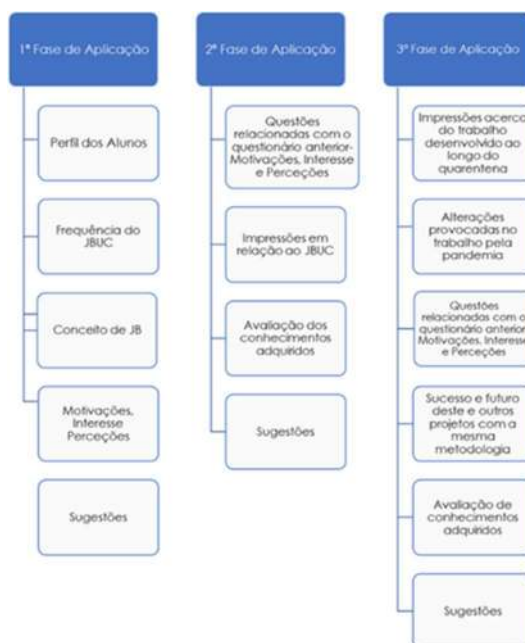 1ª Fase de Aplicação
Perfil dos Alunos
Frequência do
JBUC
Conceito de JB
Motivações,
Interesse
Perceções
Sugestões
2ª Fase de Aplicação
Questões
relacionadas com o
questionário anterior-
Motivações, Interesse
e Perceções
Impressões em
relação ao JBUC
Avaliação dos
conhecimentos
adquiridos
Sugestões
3ª Fase de Aplicação
Impressões acerca
do trabalho
desenvolvido ao
longo do
quarentena
Alterações
provocadas no
trabalho pela
pandemia
Questões
relacionadas com o
questionário anterior-
Motivações, Interesse
e Perceções
Sucesso e futuro
deste e outros
projetos com a
mesma
metodologia
Avaliação de
conhecimentos
adquiridos
Sugestões